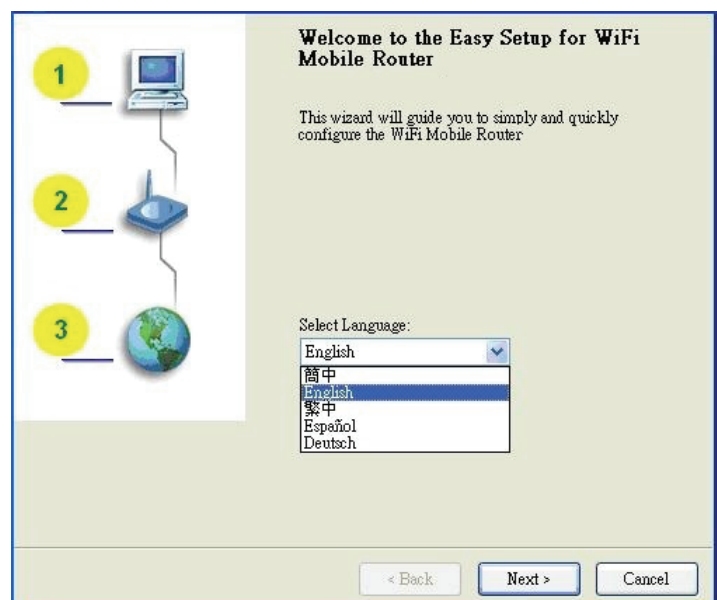 Welcome to the Easy Setup for WiFi
Mobile Router
This wizard will guide you to simply and quickly
configure the WiFi Mobile Router
1
2
3
Select Language:
English
簡中
English
繁中
Español
Deutsch
< Back
Next >
Cancel